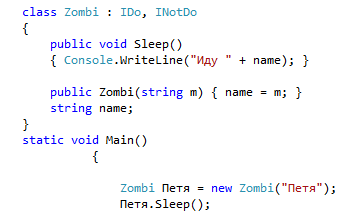 class Zombi : IDo, INotDo
{
public void Sleep()
{ Console.WriteLine("Иду " + name); }
public Zombi(string m) { name = m; }
string name;
}
static void Main()
{
Zombi Петя = new Zombi("Петя");
Петя.Sleep();